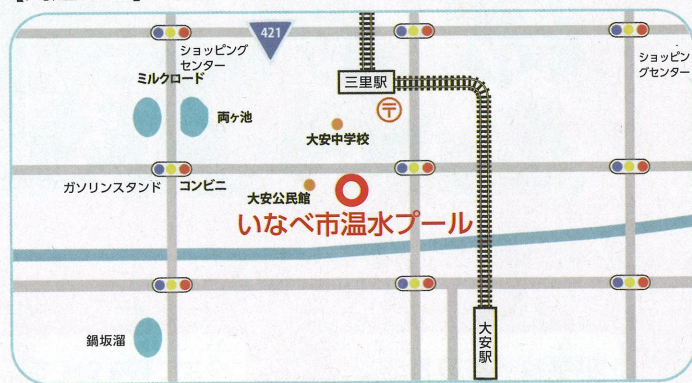 421
ショッピング
センター
ショッピン
グセンター
ミルクロード
三里駅
〒
両ヶ池
大安中学校
ガソリンスタンド
コンビニ
大安公民館
いなべ市温水プール
鍋坂溜
大安駅